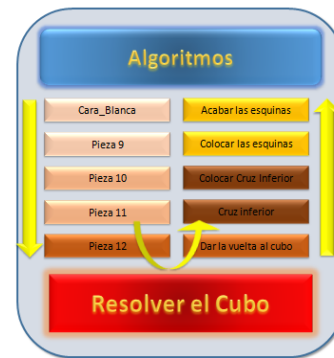 Algoritmos
Cara_Blanca
Acabar las esquinas
Pieza 9
Colocar las esquinas
Pieza 10
Colocar Cruz Inferior
Pieza 11
Cruz inferior
Pieza 12
Dar la vuelta al cubo
Resolver el Cubo